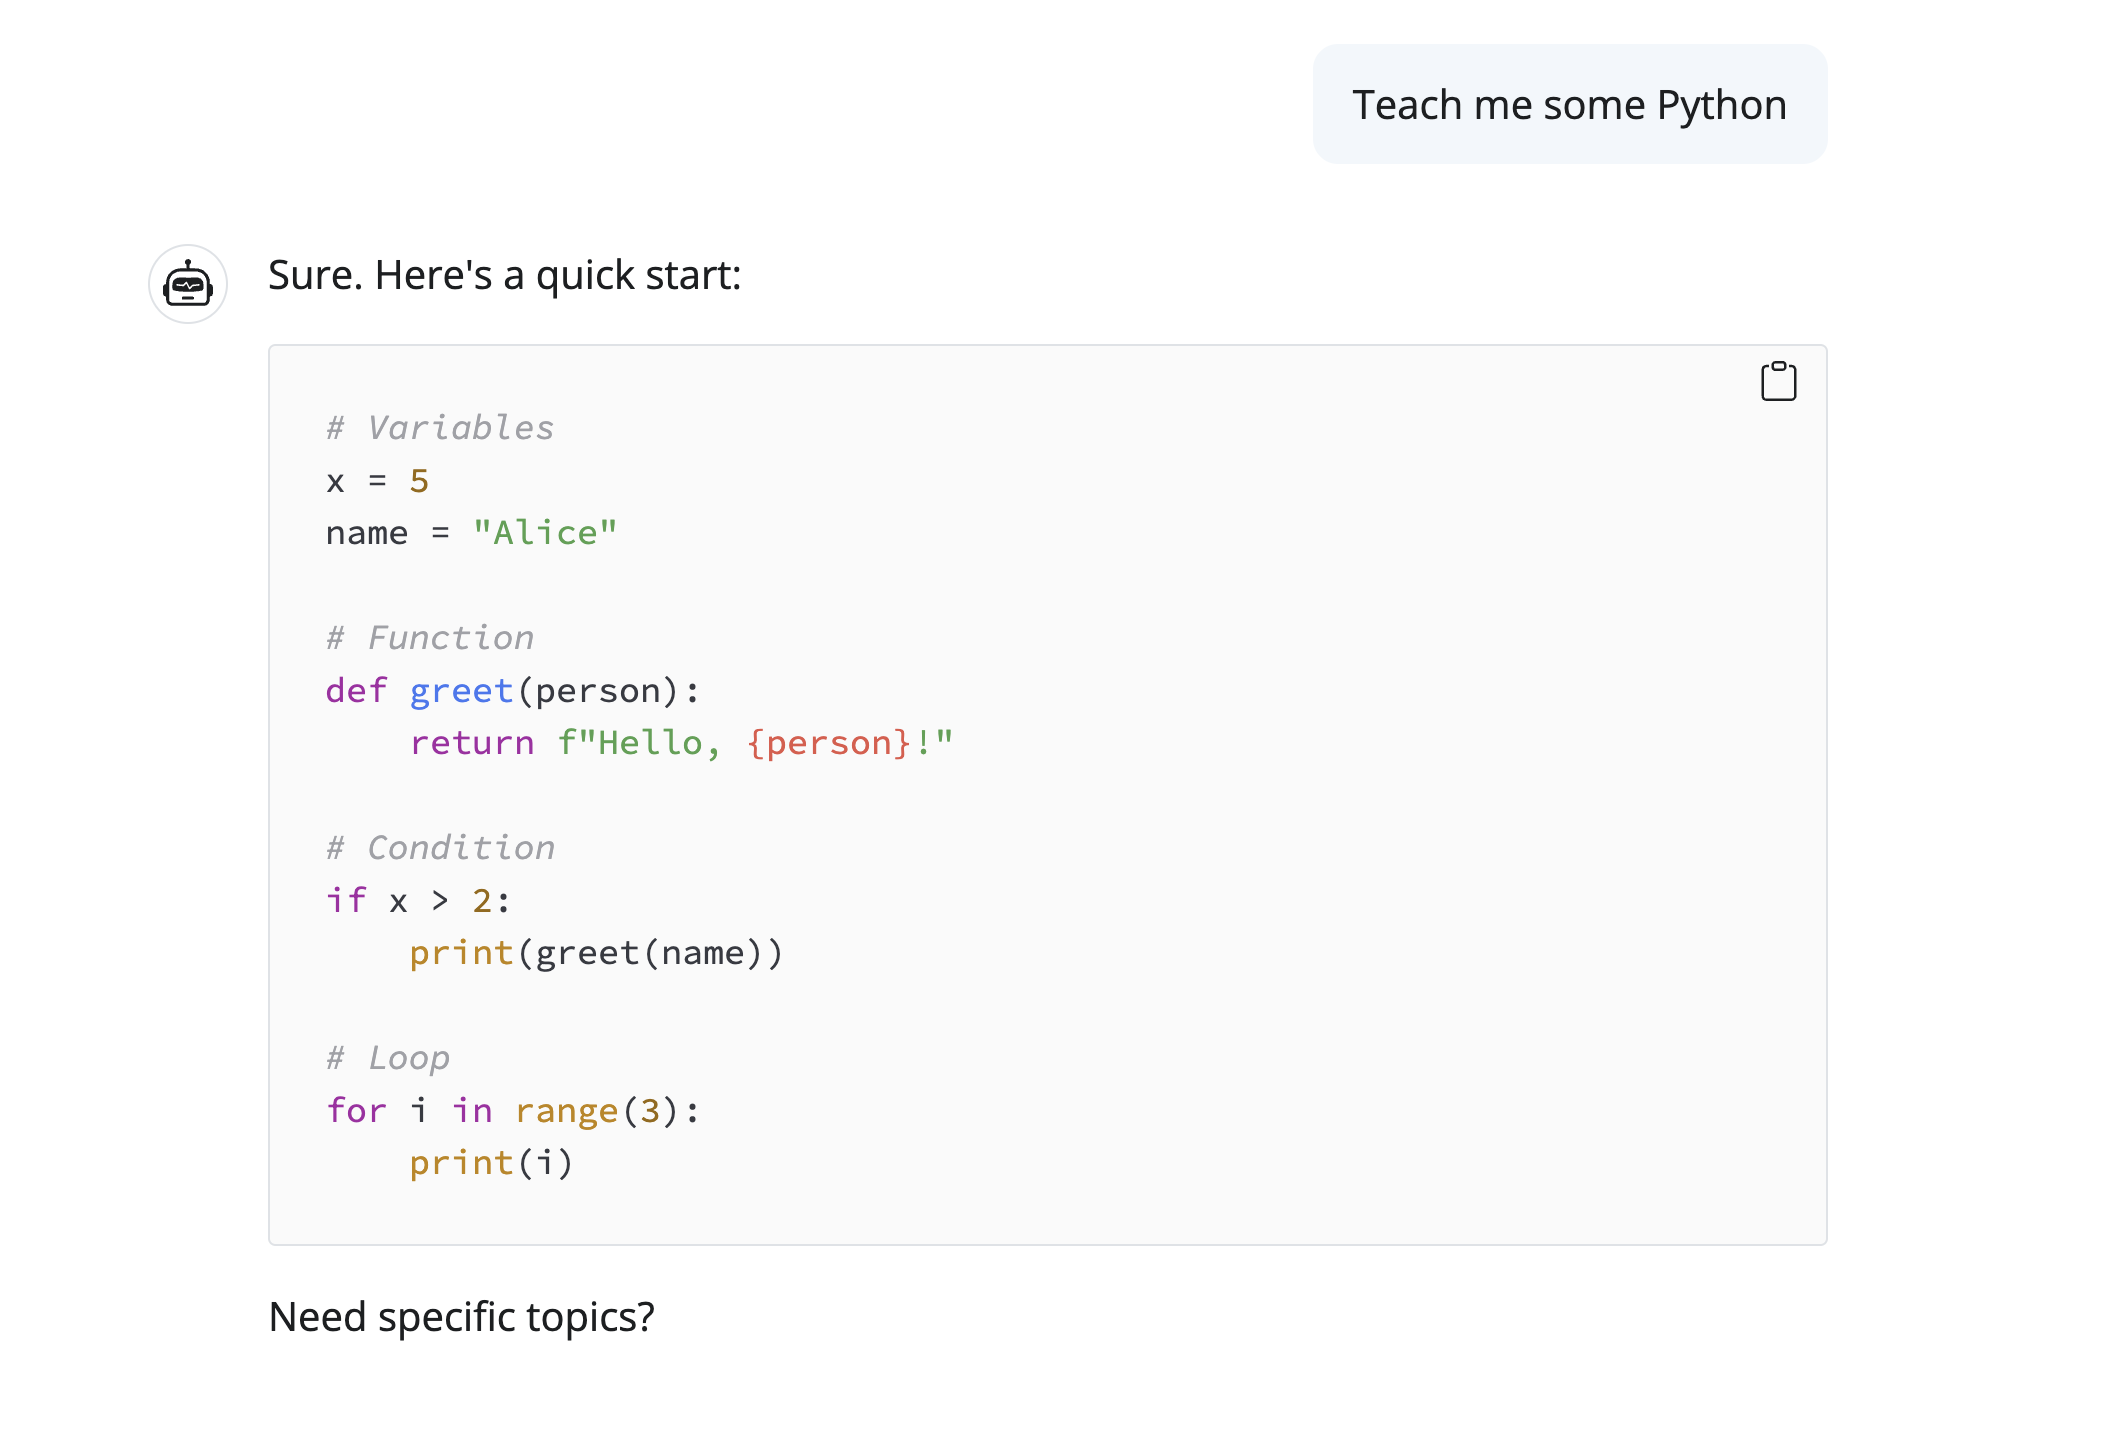 Teach me some Python
Sure. Here's a quick start:
# Variables
x = 5
name = "Alice"

# Function
def greet(person):
    return f"Hello, {person}!"

# Condition
if x > 2:
    print(greet(name))

# Loop
for i in range(3):
    print(i)
Need specific topics?